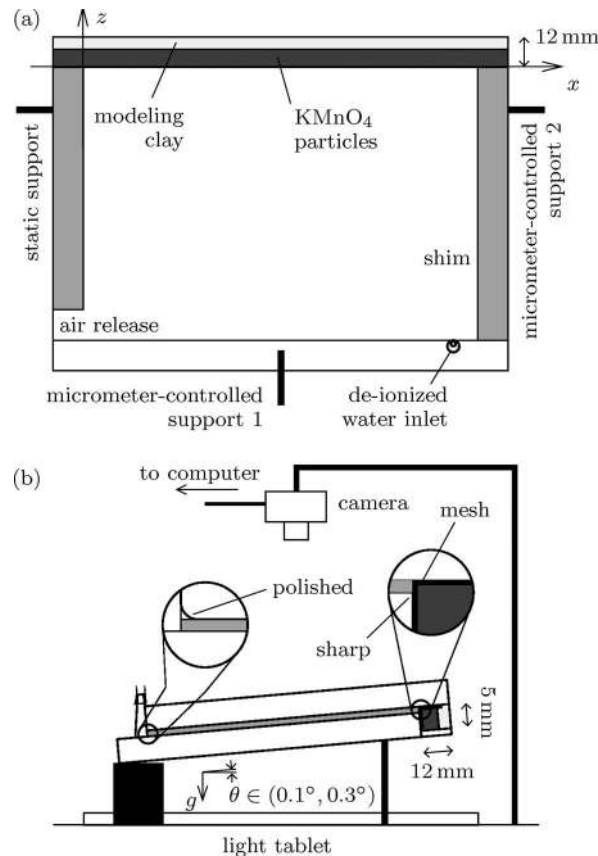 (a)
z
12 mm
x
modeling
clay
KMnO₄
particles
static support
micrometer-controlled
support 2
shim
air release
micrometer-controlled
support 1
de-ionized
water inlet
(b)
to computer
camera
mesh
polished
sharp
5 mm
12 mm
g
θ ∈ (0.1°, 0.3°)
light tablet